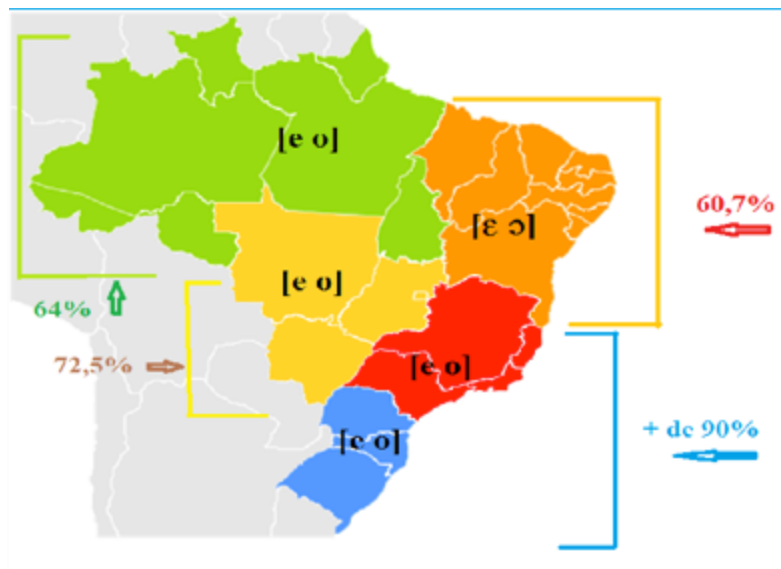 [e o]
60,7%
[ɛ ɔ]
[e o]
64%
72,5%
[e o]
+ de 90%
[e o]